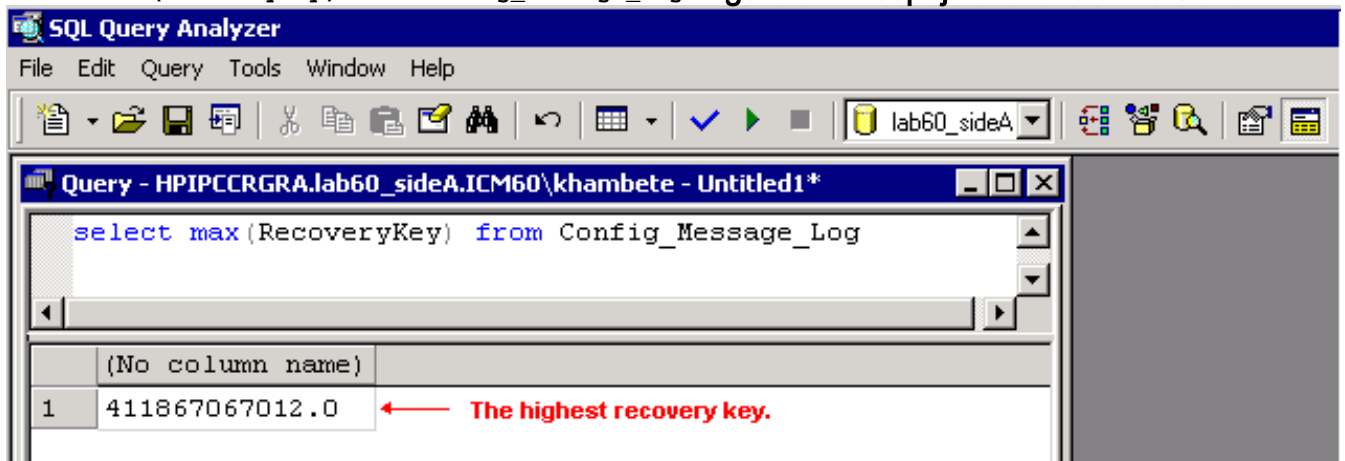 SQL Query Analyzer
File Edit Query Tools Window Help
lab60_sideA
Query - HPIPCCRGRA.lab60_sideA.ICM60\khambete - Untitled1*
select max(RecoveryKey) from Config_Message_Log
(No column name)
1 411867067012.0 The highest recovery key.